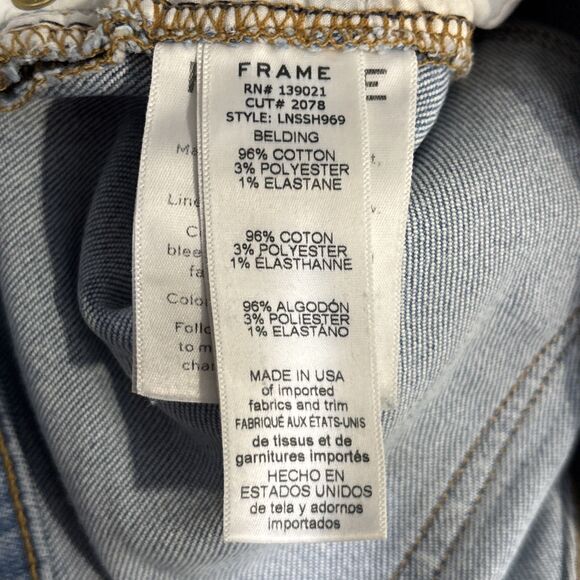 FRAME
RN# 139021
CUT# 2078
STYLE: LNSSH969
BELDING
96% COTTON
3% POLYESTER
1% ELASTANE
96% COTON
3% POLYESTER
1% ÉLASTHANNE
96% ALGODÓN
3% POLIESTER
1% ELASTANO
MADE IN USA
of imported
fabrics and trim
FABRIQUÉ AUX ÉTATS-UNIS
de tissus et de
garnitures importés
HECHO EN
ESTADOS UNIDOS
de tela y adornos
importados
E
to